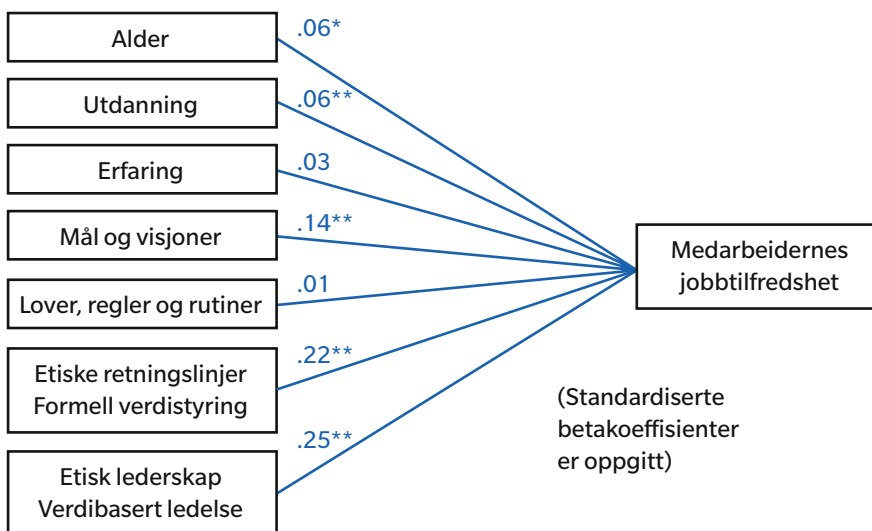 Alder
.06*
Utdanning
.06**
Erfaring
.03
Mål og visjoner
.14**
Lover, regler og rutiner
.01
Etiske retningslinjer
Formell verdistyring
.22**
Etisk lederskap
Verdibasert ledelse
.25**
Medarbeidernes
jobbtilfredshet
(Standardiserte
betakoeffisienter
er oppgitt)